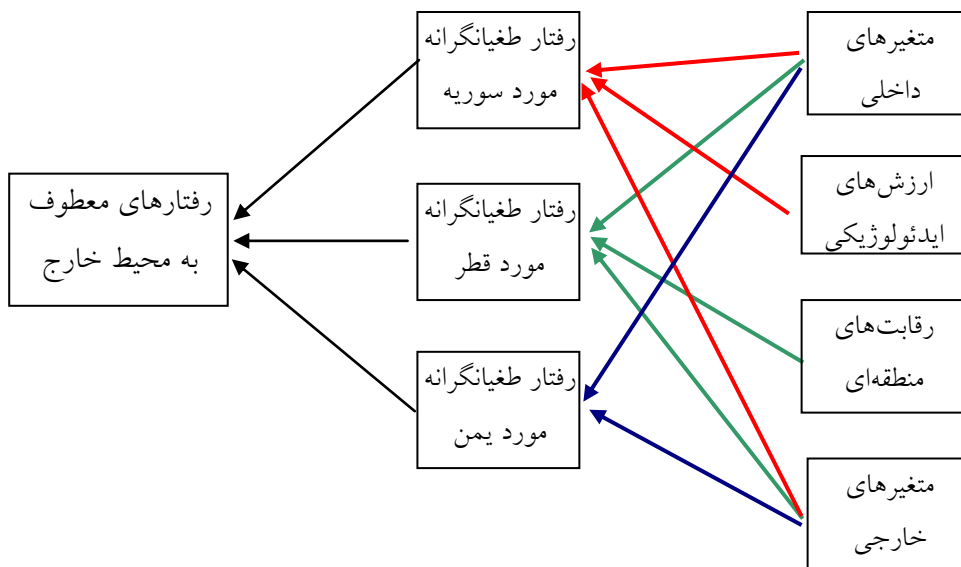 متغیرهای
داخلی
ارزش‌های
ایدئولوژیکی
رقابت‌های
منطقه‌ای
متغیرهای
خارجی
رفتار طغیانگرانه
مورد سوریه
رفتار طغیانگرانه
مورد قطر
رفتار طغیانگرانه
مورد یمن
رفتارهای معطوف
به محیط خارج